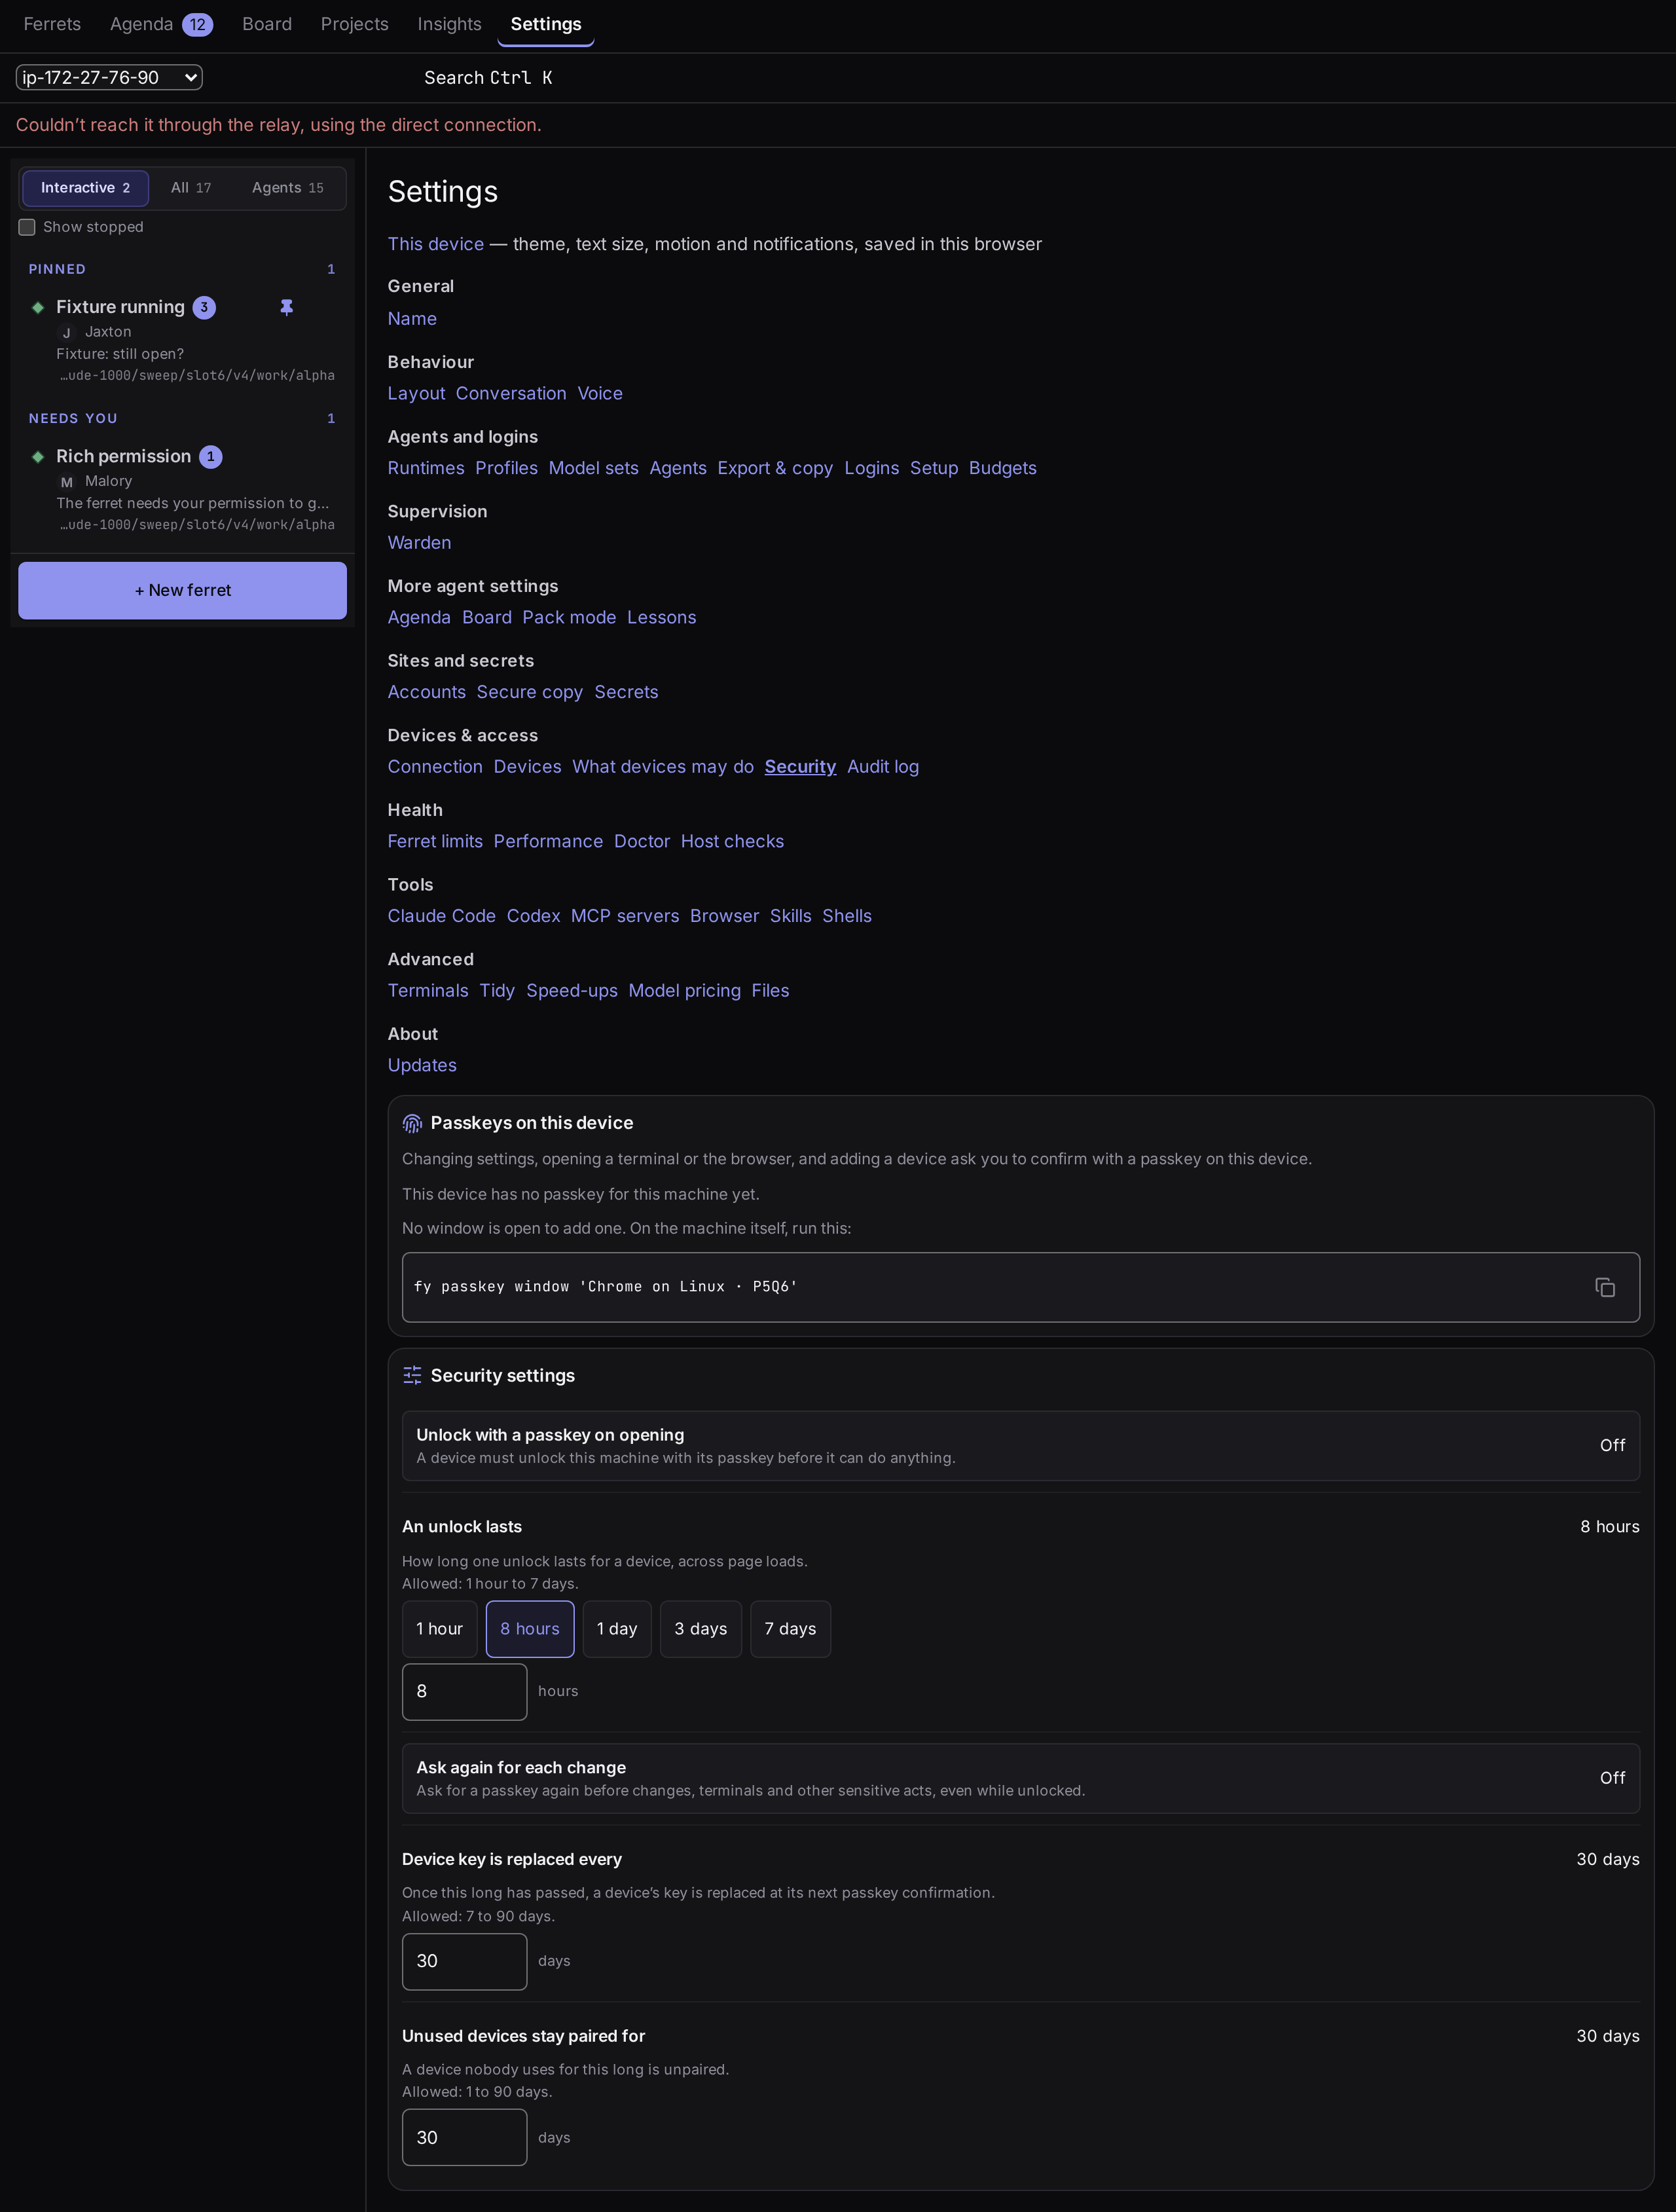 Ferrets Agenda 12 Board Projects Insights Settings
ip-172-27-76-90 Search Ctrl K
Couldn’t reach it through the relay, using the direct connection.
Interactive 2 All 17 Agents 15
Show stopped
PINNED 1
Fixture running 3
J Jaxton
Fixture: still open?
…ude-1000/sweep/slot6/v4/work/alpha
NEEDS YOU 1
Rich permission 1
M Malory
The ferret needs your permission to g…
…ude-1000/sweep/slot6/v4/work/alpha
+ New ferret
Settings
This device — theme, text size, motion and notifications, saved in this browser
General
Name
Behaviour
Layout Conversation Voice
Agents and logins
Runtimes Profiles Model sets Agents Export & copy Logins Setup Budgets
Supervision
Warden
More agent settings
Agenda Board Pack mode Lessons
Sites and secrets
Accounts Secure copy Secrets
Devices & access
Connection Devices What devices may do Security Audit log
Health
Ferret limits Performance Doctor Host checks
Tools
Claude Code Codex MCP servers Browser Skills Shells
Advanced
Terminals Tidy Speed-ups Model pricing Files
About
Updates
Passkeys on this device
Changing settings, opening a terminal or the browser, and adding a device ask you to confirm with a passkey on this device.
This device has no passkey for this machine yet.
No window is open to add one. On the machine itself, run this:
fy passkey window 'Chrome on Linux · P5Q6'
Security settings
Unlock with a passkey on opening
A device must unlock this machine with its passkey before it can do anything.
Off
An unlock lasts 8 hours
How long one unlock lasts for a device, across page loads.
Allowed: 1 hour to 7 days.
1 hour 8 hours 1 day 3 days 7 days
8 hours
Ask again for each change
Ask for a passkey again before changes, terminals and other sensitive acts, even while unlocked.
Off
Device key is replaced every 30 days
Once this long has passed, a device’s key is replaced at its next passkey confirmation.
Allowed: 7 to 90 days.
30 days
Unused devices stay paired for 30 days
A device nobody uses for this long is unpaired.
Allowed: 1 to 90 days.
30 days